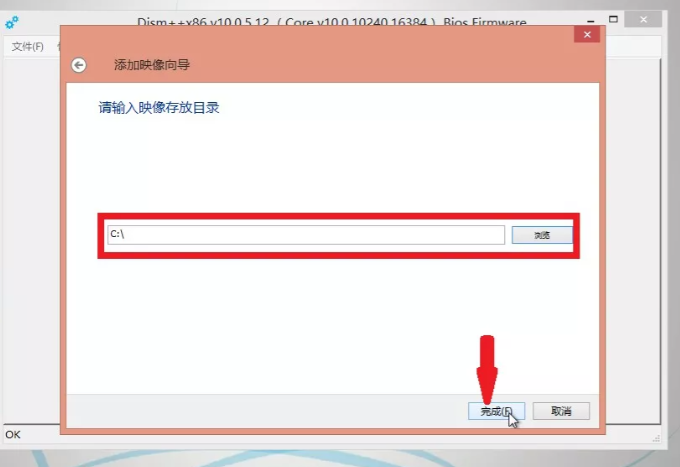 Dism++x86 v10.0.5.12 ( Core v10.0.10240.16384 ) Bios Firmware
文件(F)
添加映像向导
请输入映像存放目录
C:\
浏览
完成(F)
取消
OK